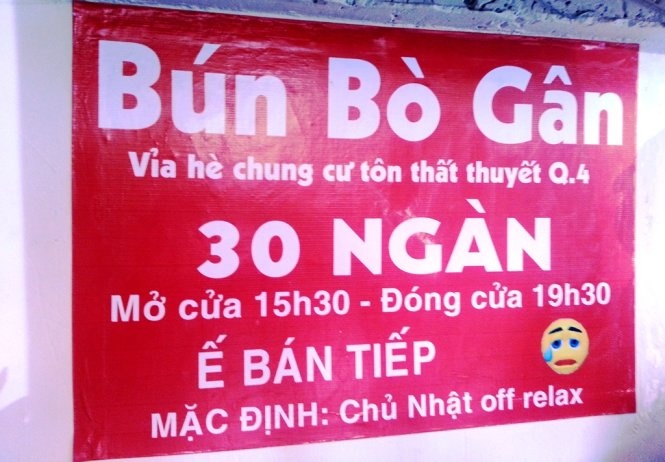 Bún Bò Gân
Vỉa hè chung cư tôn thất thuyết Q.4
30 NGÀN
Mở cửa 15h30 - Đóng cửa 19h30
Ế BÁN TIẾP
MẶC ĐỊNH: Chủ Nhật off relax